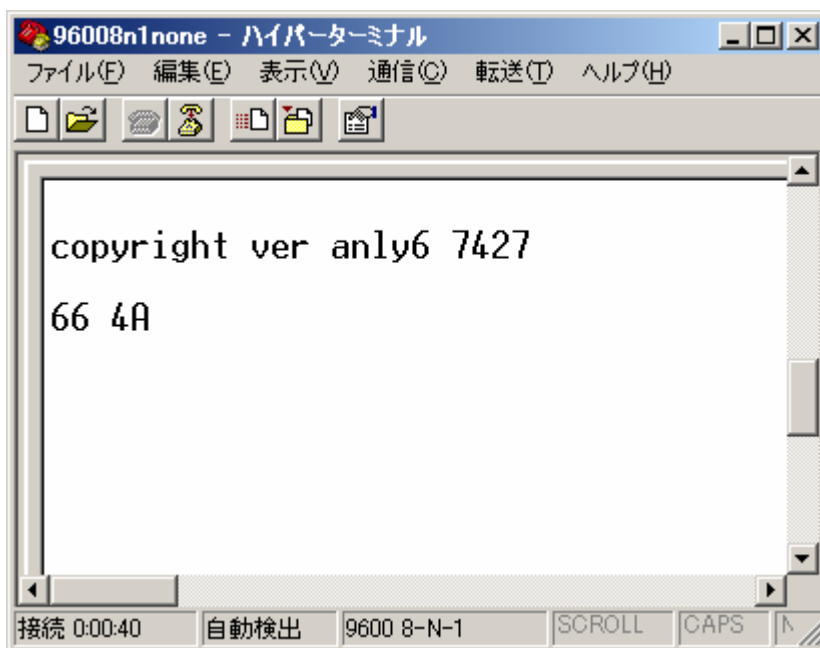 96008n1none - ハイパーターミナル
ファイル(F) 編集(E) 表示(V) 通信(C) 転送(T) ヘルプ(H)
copyright ver anly6 7427
66 4A
接続 0:00:40 自動検出 9600 8-N-1 SCROLL CAPS